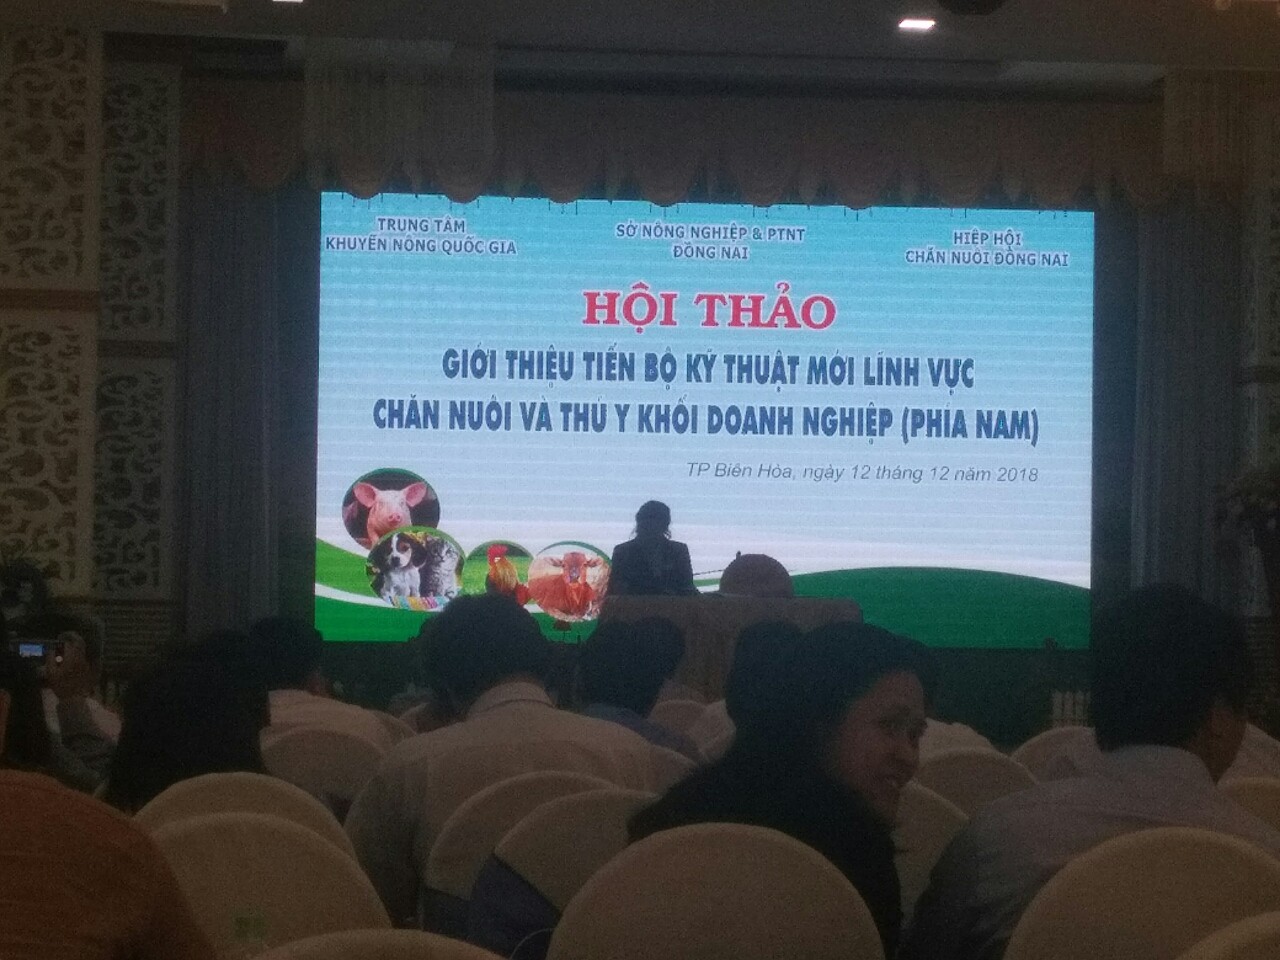 TRUNG TÂM
KHUYẾN NÔNG QUỐC GIA
SỞ NÔNG NGHIỆP & PTNT
ĐỒNG NAI
HIỆP HỘI
CHĂN NUÔI ĐỒNG NAI
HỘI THẢO
GIỚI THIỆU TIẾN BỘ KỸ THUẬT MỚI LĨNH VỰC
CHĂN NUÔI VÀ THÚ Y KHỐI DOANH NGHIỆP (PHÍA NAM)
TP Biên Hòa, ngày 12 tháng 12 năm 2018